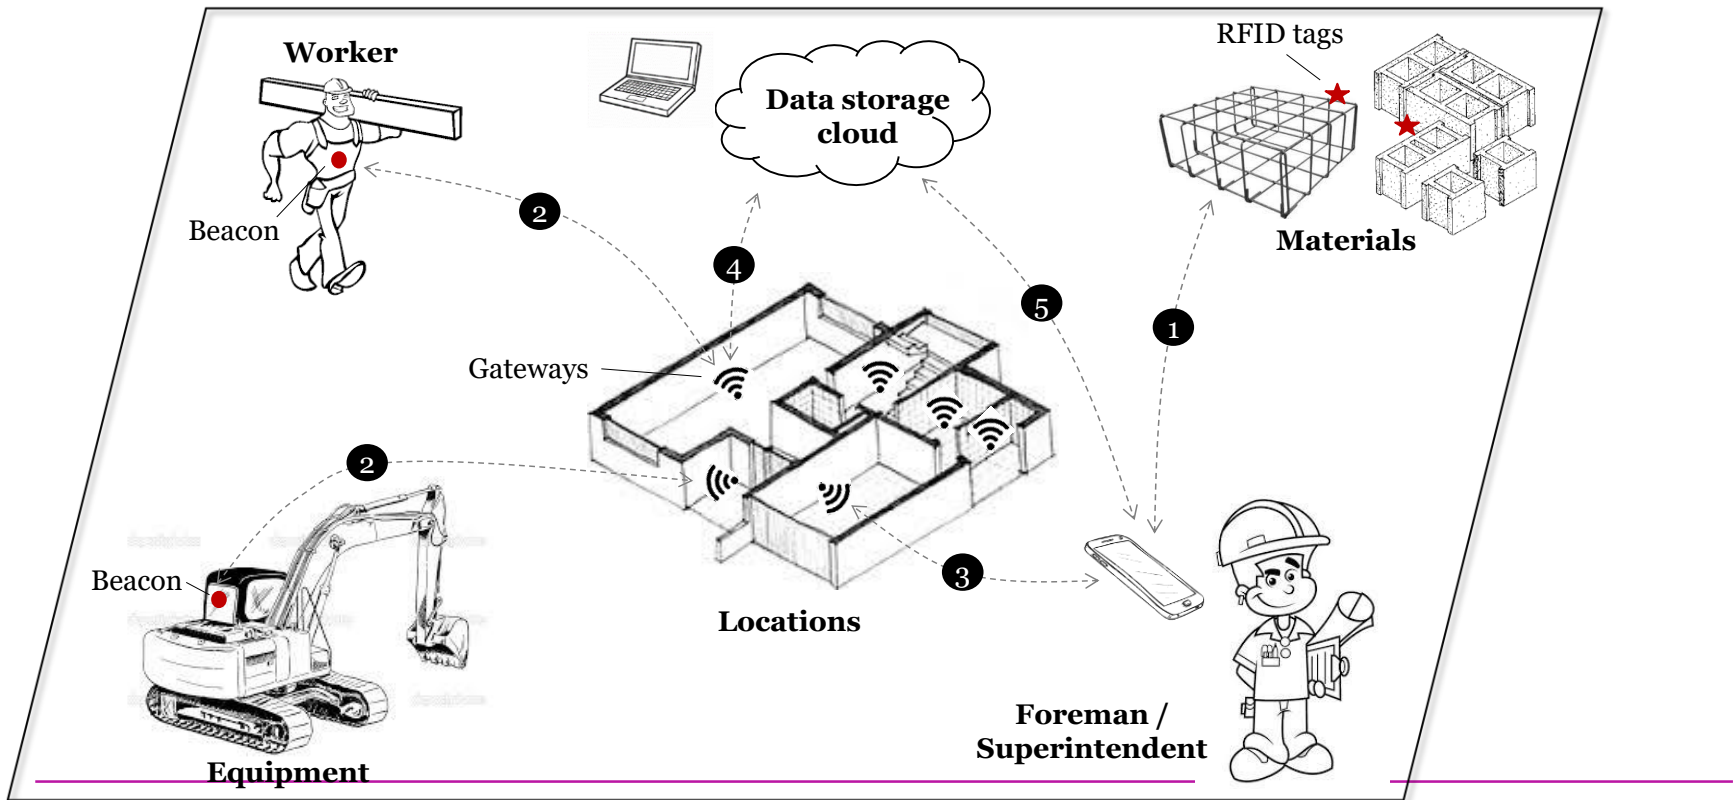 RFID tags
Worker
Data storage
cloud
Beacon
2
4
Materials
5
1
Gateways
2
3
Beacon
Locations
Foreman /
Superintendent
Equipment